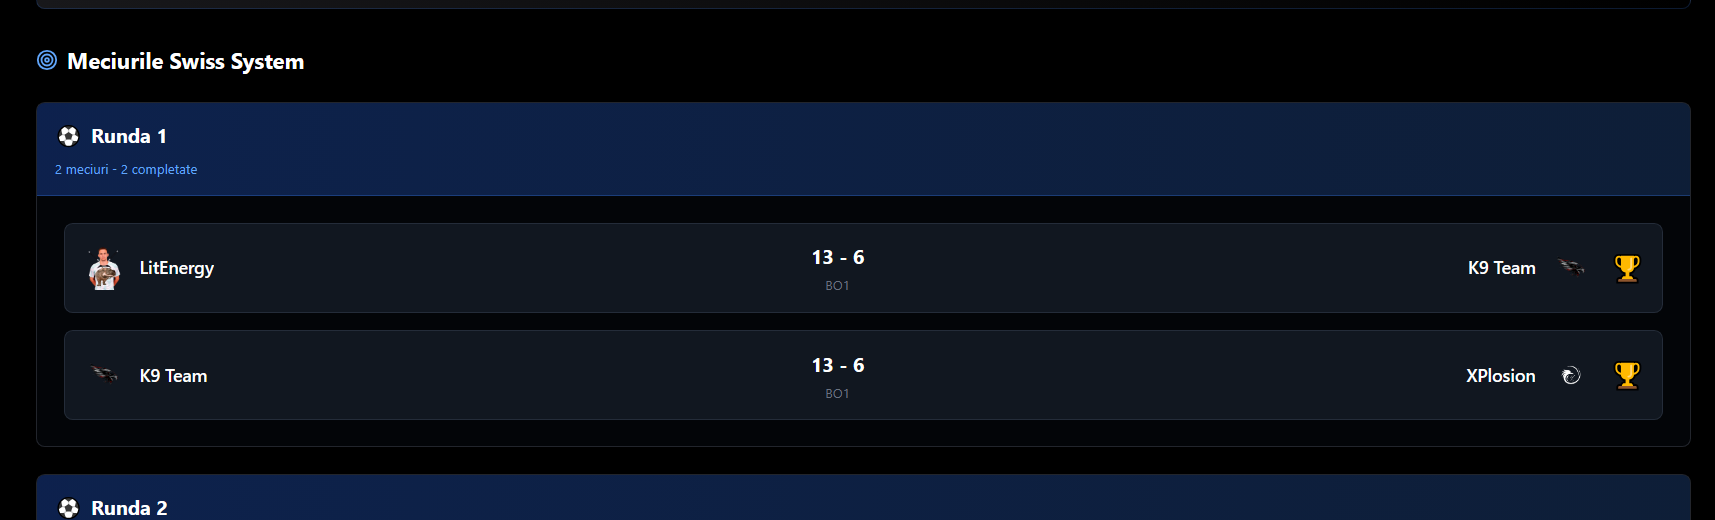 Meciurile Swiss System
Runda 1
2 meciuri - 2 completate
LitEnergy
13 - 6
BO1
K9 Team
K9 Team
13 - 6
BO1
XPlosion
Runda 2